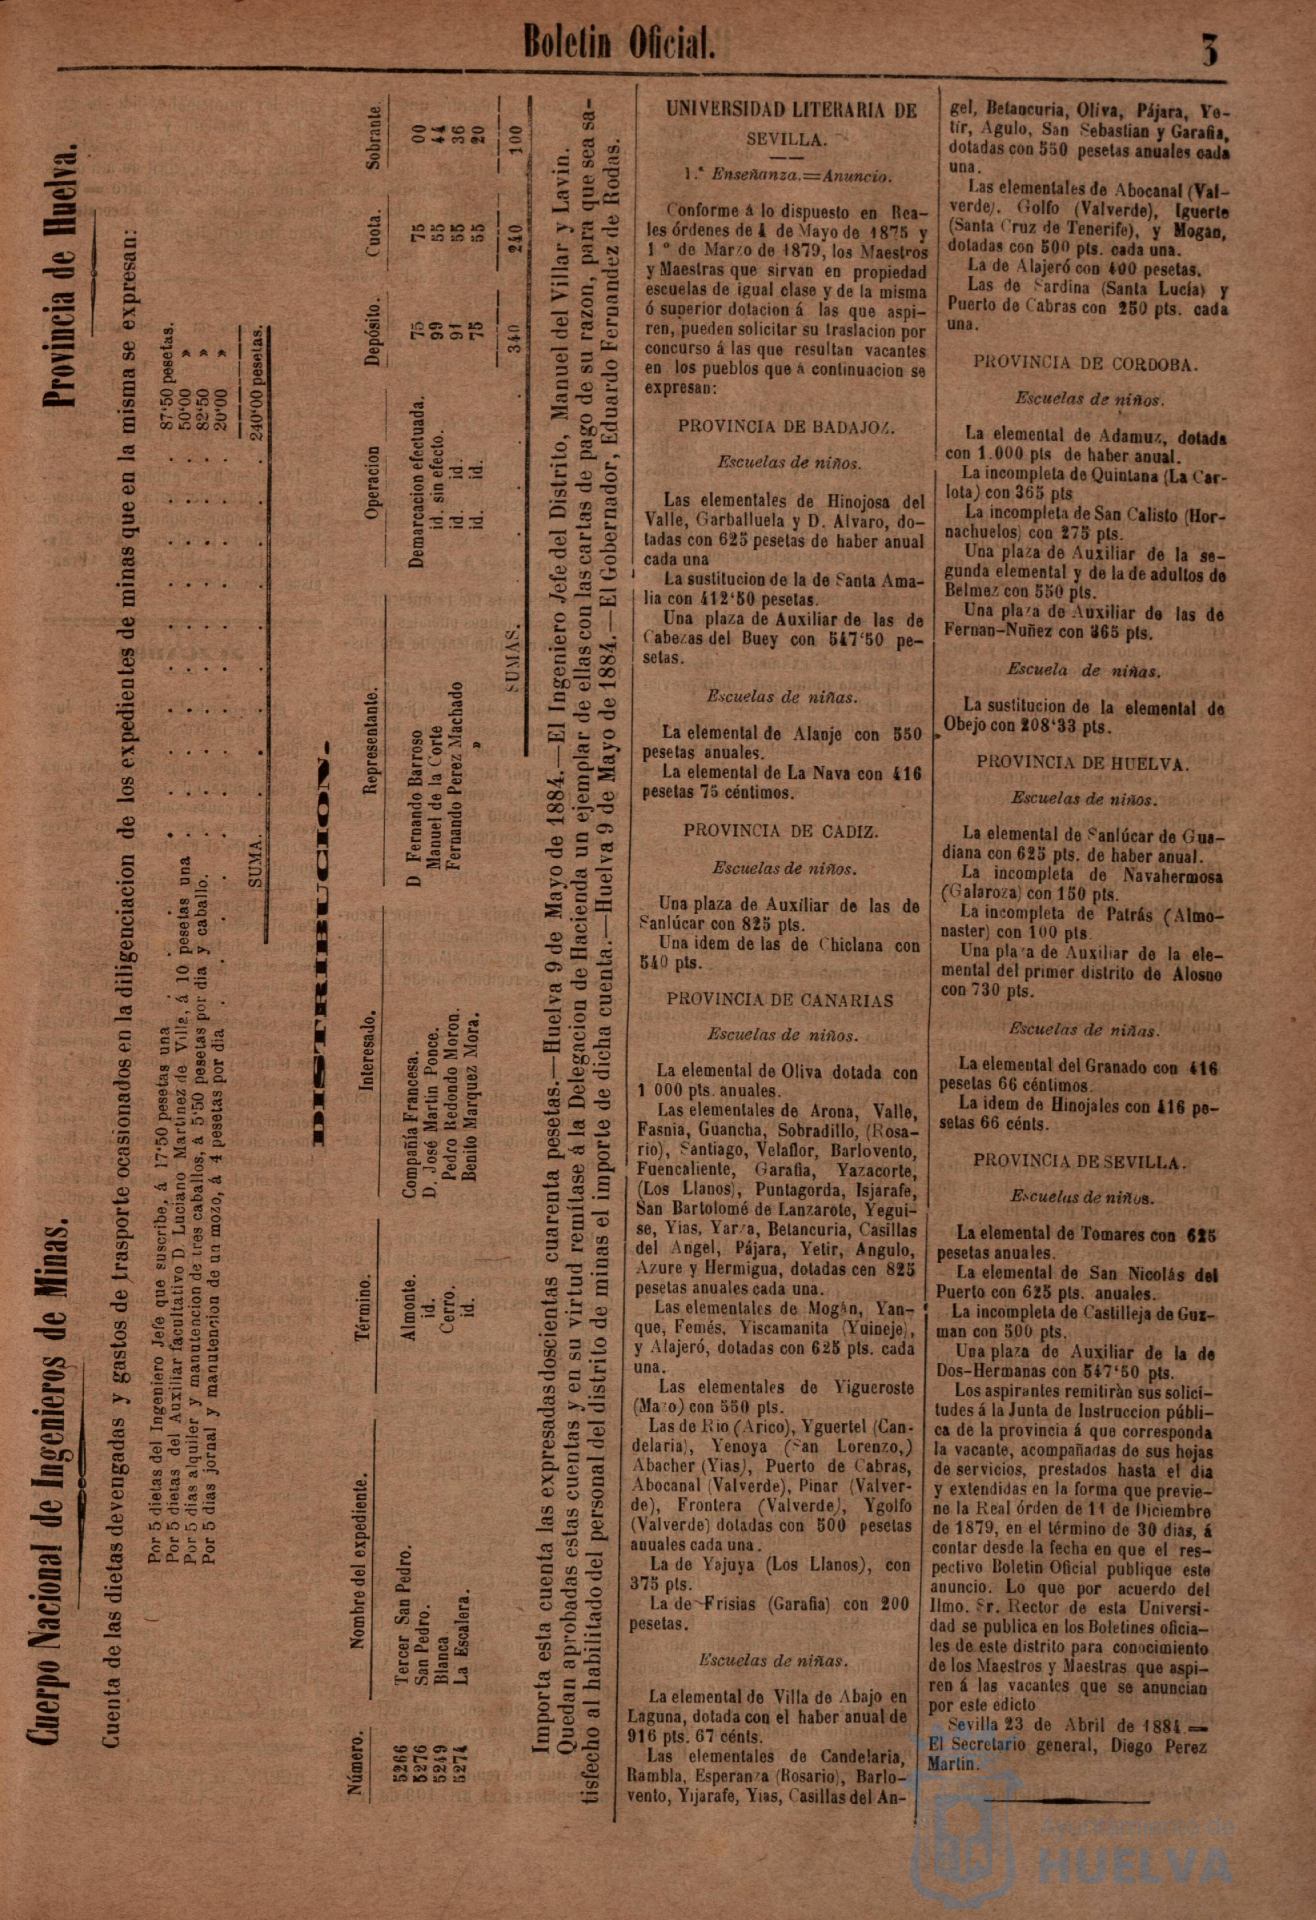 Boletin Oficial.
3
Cuerpo Nacional de Ingenieros de Minas.
Provincia de Huelva.
Cuenta de las dietas devengadas y gastos de trasporte ocasionados en la diligenciacion de los expedientes de minas que en la misma se expresan:
Por 5 dietas del Ingeniero Jefe que suscribe, á 17'50 pesetas una . . . . . . . . 87'50 pesetas.
Por 5 dietas del Auxiliar facultativo D. Luciano Martinez de Villa, á 10 pesetas una . . . . . . 50'00 »
Por 5 dias alquiler y manutencion de tres caballos, á 5'50 pesetas por dia y caballo. . . . . . 82'50 »
Por 5 dias jornal y manutencion de un mozo, á 4 pesetas por dia . . . . . . . . 20'00 »
SUMA. . . . . . 240'00 pesetas.
DISTRIBUCION.
Número. Nombre del expediente. Término. Interesado. Representante. Operacion Depósito. Cuota. Sobrante.
5266 Tercer San Pedro. Almonte. Compañía Francesa. D Fernando Barroso Demarcacion efectuada. 75 75 00
5276 San Pedro. id. D. José Martin Ponce. Manuel de la Corte id. sin efecto. 99 55 44
5249 Blanca Cerro. Pedro Redondo Moron. Fernando Perez Machado id. id. 91 55 36
5274 La Escalera. id. Benito Marquez Mora. » id. id. 75 55 20
SUMAS. . . . 340 240 100
Importa esta cuenta las expresadas doscientas cuarenta pesetas.—Huelva 9 de Mayo de 1884.—El Ingeniero Jefe del Distrito, Manuel del Villar y Lavin.
Quedan aprobadas estas cuentas y en su virtud remítase á la Delegacion de Hacienda un ejemplar de ellas con las cartas de pago de su razon, para que sea sa-
tisfecho al habilitado del personal del distrito de minas el importe de dicha cuenta.—Huelva 9 de Mayo de 1884.—El Gobernador, Eduardo Fernandez de Rodas.
UNIVERSIDAD LITERARIA DE
SEVILLA.
1.ª Enseñanza.=Anuncio.
Conforme á lo dispuesto en Rea-
les órdenes de 4 de Mayo de 1875 y
1 º de Marzo de 1879, los Maestros
y Maestras que sirvan en propiedad
escuelas de igual clase y de la misma
ó superior dotacion á las que aspi-
ren, pueden solicitar su traslacion por
concurso á las que resultan vacantes
en los pueblos que á continuacion se
expresan:
PROVINCIA DE BADAJOZ.
Escuelas de niños.
Las elementales de Hinojosa del
Valle, Garballuela y D. Alvaro, do-
tadas con 625 pesetas de haber anual
cada una
La sustitucion de la de Santa Ama-
lia con 412'50 pesetas.
Una plaza de Auxiliar de las de
Cabezas del Buey con 547'50 pe-
setas.
Escuelas de niñas.
La elemental de Alanje con 550
pesetas anuales.
La elemental de La Nava con 416
pesetas 75 céntimos.
PROVINCIA DE CADIZ.
Escuelas de niños.
Una plaza de Auxiliar de las de
Sanlúcar con 825 pts.
Una idem de las de Chiclana con
540 pts.
PROVINCIA DE CANARIAS
Escuelas de niños.
La elemental de Oliva dotada con
1 000 pts. anuales.
Las elementales de Arona, Valle,
Fasnia, Guancha, Sobradillo, (Rosa-
rio), Santiago, Velaflor, Barlovento,
Fuencaliente, Garafia, Yazacorte,
(Los Llanos), Puntagorda, Isjarafe,
San Bartolomé de Lanzarote, Yegui-
se, Yias, Yarza, Betancuria, Casillas
del Angel, Pájara, Yetir, Angulo,
Azure y Hermigua, dotadas cen 825
pesetas anuales cada una.
Las elementales de Mogán, Yan-
que, Femés, Yiscamanita (Yuineje),
y Alajeró, dotadas con 625 pts. cada
una.
Las elementales de Yigueroste
(Mazo) con 550 pts.
Las de Rio (Arico), Yguertel (Can-
delaria), Yenoya (San Lorenzo,)
Abacher (Yias), Puerto de Cabras,
Abocanal (Valverde), Pinar (Valver-
de), Frontera (Valverde), Ygolfo
(Valverde) dotadas con 500 pesetas
anuales cada una.
La de Yajuya (Los Llanos), con
375 pts.
La de Frisias (Garafia) con 200
pesetas.
Escuelas de niñas.
La elemental de Villa de Abajo en
Laguna, dotada con el haber anual de
916 pts. 67 cénts.
Las elementales de Candelaria,
Rambla, Esperanza (Rosario), Barlo-
vento, Yijarafe, Yias, Casillas del An-
gel, Betancuria, Oliva, Pájara, Ye-
tir, Agulo, San Sebastian y Garafia,
dotadas con 550 pesetas anuales cada
una.
Las elementales de Abocanal (Val-
verde), Golfo (Valverde), Iguerte
(Santa Cruz de Tenerife), y Mogan,
dotadas con 500 pts. cada una.
La de Alajeró con 400 pesetas.
Las de Sardina (Santa Lucía) y
Puerto de Cabras con 250 pts. cada
una.
PROVINCIA DE CORDOBA.
Escuelas de niños.
La elemental de Adamuz, dotada
con 1.000 pts de haber anual.
La incompleta de Quintana (La Car-
lota) con 365 pts
La incompleta de San Calisto (Hor-
nachuelos) con 275 pts.
Una plaza de Auxiliar de la se-
gunda elemental y de la de adultos de
Belmez con 550 pts.
Una plaza de Auxiliar de las de
Fernan-Nuñez con 365 pts.
Escuela de niñas.
La sustitucion de la elemental de
Obejo con 208'33 pts.
PROVINCIA DE HUELVA.
Escuelas de niños.
La elemental de Sanlúcar de Gua-
diana con 625 pts. de haber anual.
La incompleta de Navahermosa
(Galaroza) con 150 pts.
La incompleta de Patrás (Almo-
naster) con 100 pts.
Una plaza de Auxiliar de la ele-
mental del primer distrito de Alosno
con 730 pts.
Escuelas de niñas.
La elemental del Granado con 416
pesetas 66 céntimos.
La idem de Hinojales con 416 pe-
setas 66 cénts.
PROVINCIA DE SEVILLA.
Escuelas de niños.
La elemental de Tomares con 625
pesetas anuales.
La elemental de San Nicolás del
Puerto con 625 pts. anuales.
La incompleta de Castilleja de Guz-
man con 500 pts.
Una plaza de Auxiliar de la de
Dos-Hermanas con 547'50 pts.
Los aspirantes remitiràn sus solici-
tudes á la Junta de Instruccion públi-
ca de la provincia á que corresponda
la vacante, acompañadas de sus hojas
de servicios, prestados hasta el dia
y extendidas en la forma que previe-
ne la Real órden de 11 de Diciembre
de 1879, en el término de 30 dias, á
contar desde la fecha en que el res-
pectivo Boletin Oficial publique este
anuncio. Lo que por acuerdo del
Ilmo. Sr. Rector de esta Universi-
dad se publica en los Boletines oficia-
les de este distrito para conocimiento
de los Maestros y Maestras que aspi-
ren á las vacantes que se anuncian
por este edicto
Sevilla 23 de Abril de 1884.=
El Secretario general, Diego Perez
Martin.
Ayuntamiento de
HUELVA